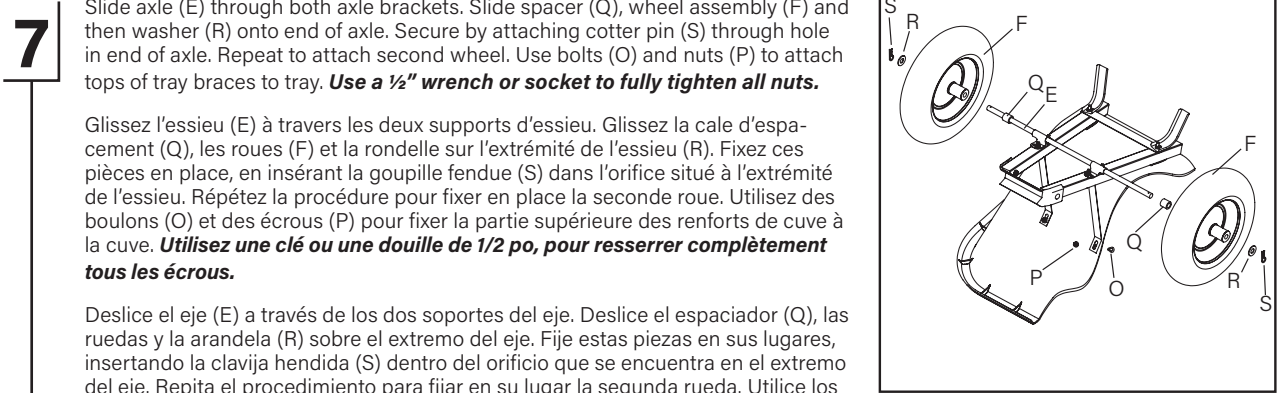 7
Slide axle (E) through both axle brackets. Slide spacer (Q), wheel assembly (F) and
then washer (R) onto end of axle. Secure by attaching cotter pin (S) through hole
in end of axle. Repeat to attach second wheel. Use bolts (O) and nuts (P) to attach
tops of tray braces to tray. Use a ½" wrench or socket to fully tighten all nuts.
Glissez l'essieu (E) à travers les deux supports d'essieu. Glissez la cale d'espa-
cement (Q), les roues (F) et la rondelle sur l'extrémité de l'essieu (R). Fixez ces
pièces en place, en insérant la goupille fendue (S) dans l'orifice situé à l'extrémité
de l'essieu. Répétez la procédure pour fixer en place la seconde roue. Utilisez des
boulons (O) et des écrous (P) pour fixer la partie supérieure des renforts de cuve à
la cuve. Utilisez une clé ou une douille de 1/2 po, pour resserrer complètement
tous les écrous.
Deslice el eje (E) a través de los dos soportes del eje. Deslice el espaciador (Q), las
ruedas y la arandela (R) sobre el extremo del eje. Fije estas piezas en sus lugares,
insertando la clavija hendida (S) dentro del orificio que se encuentra en el extremo
del eje. Repita el procedimiento para fijar en su lugar la segunda rueda. Utilice los
S
R
F
Q
E
F
Q
P
O
R
S